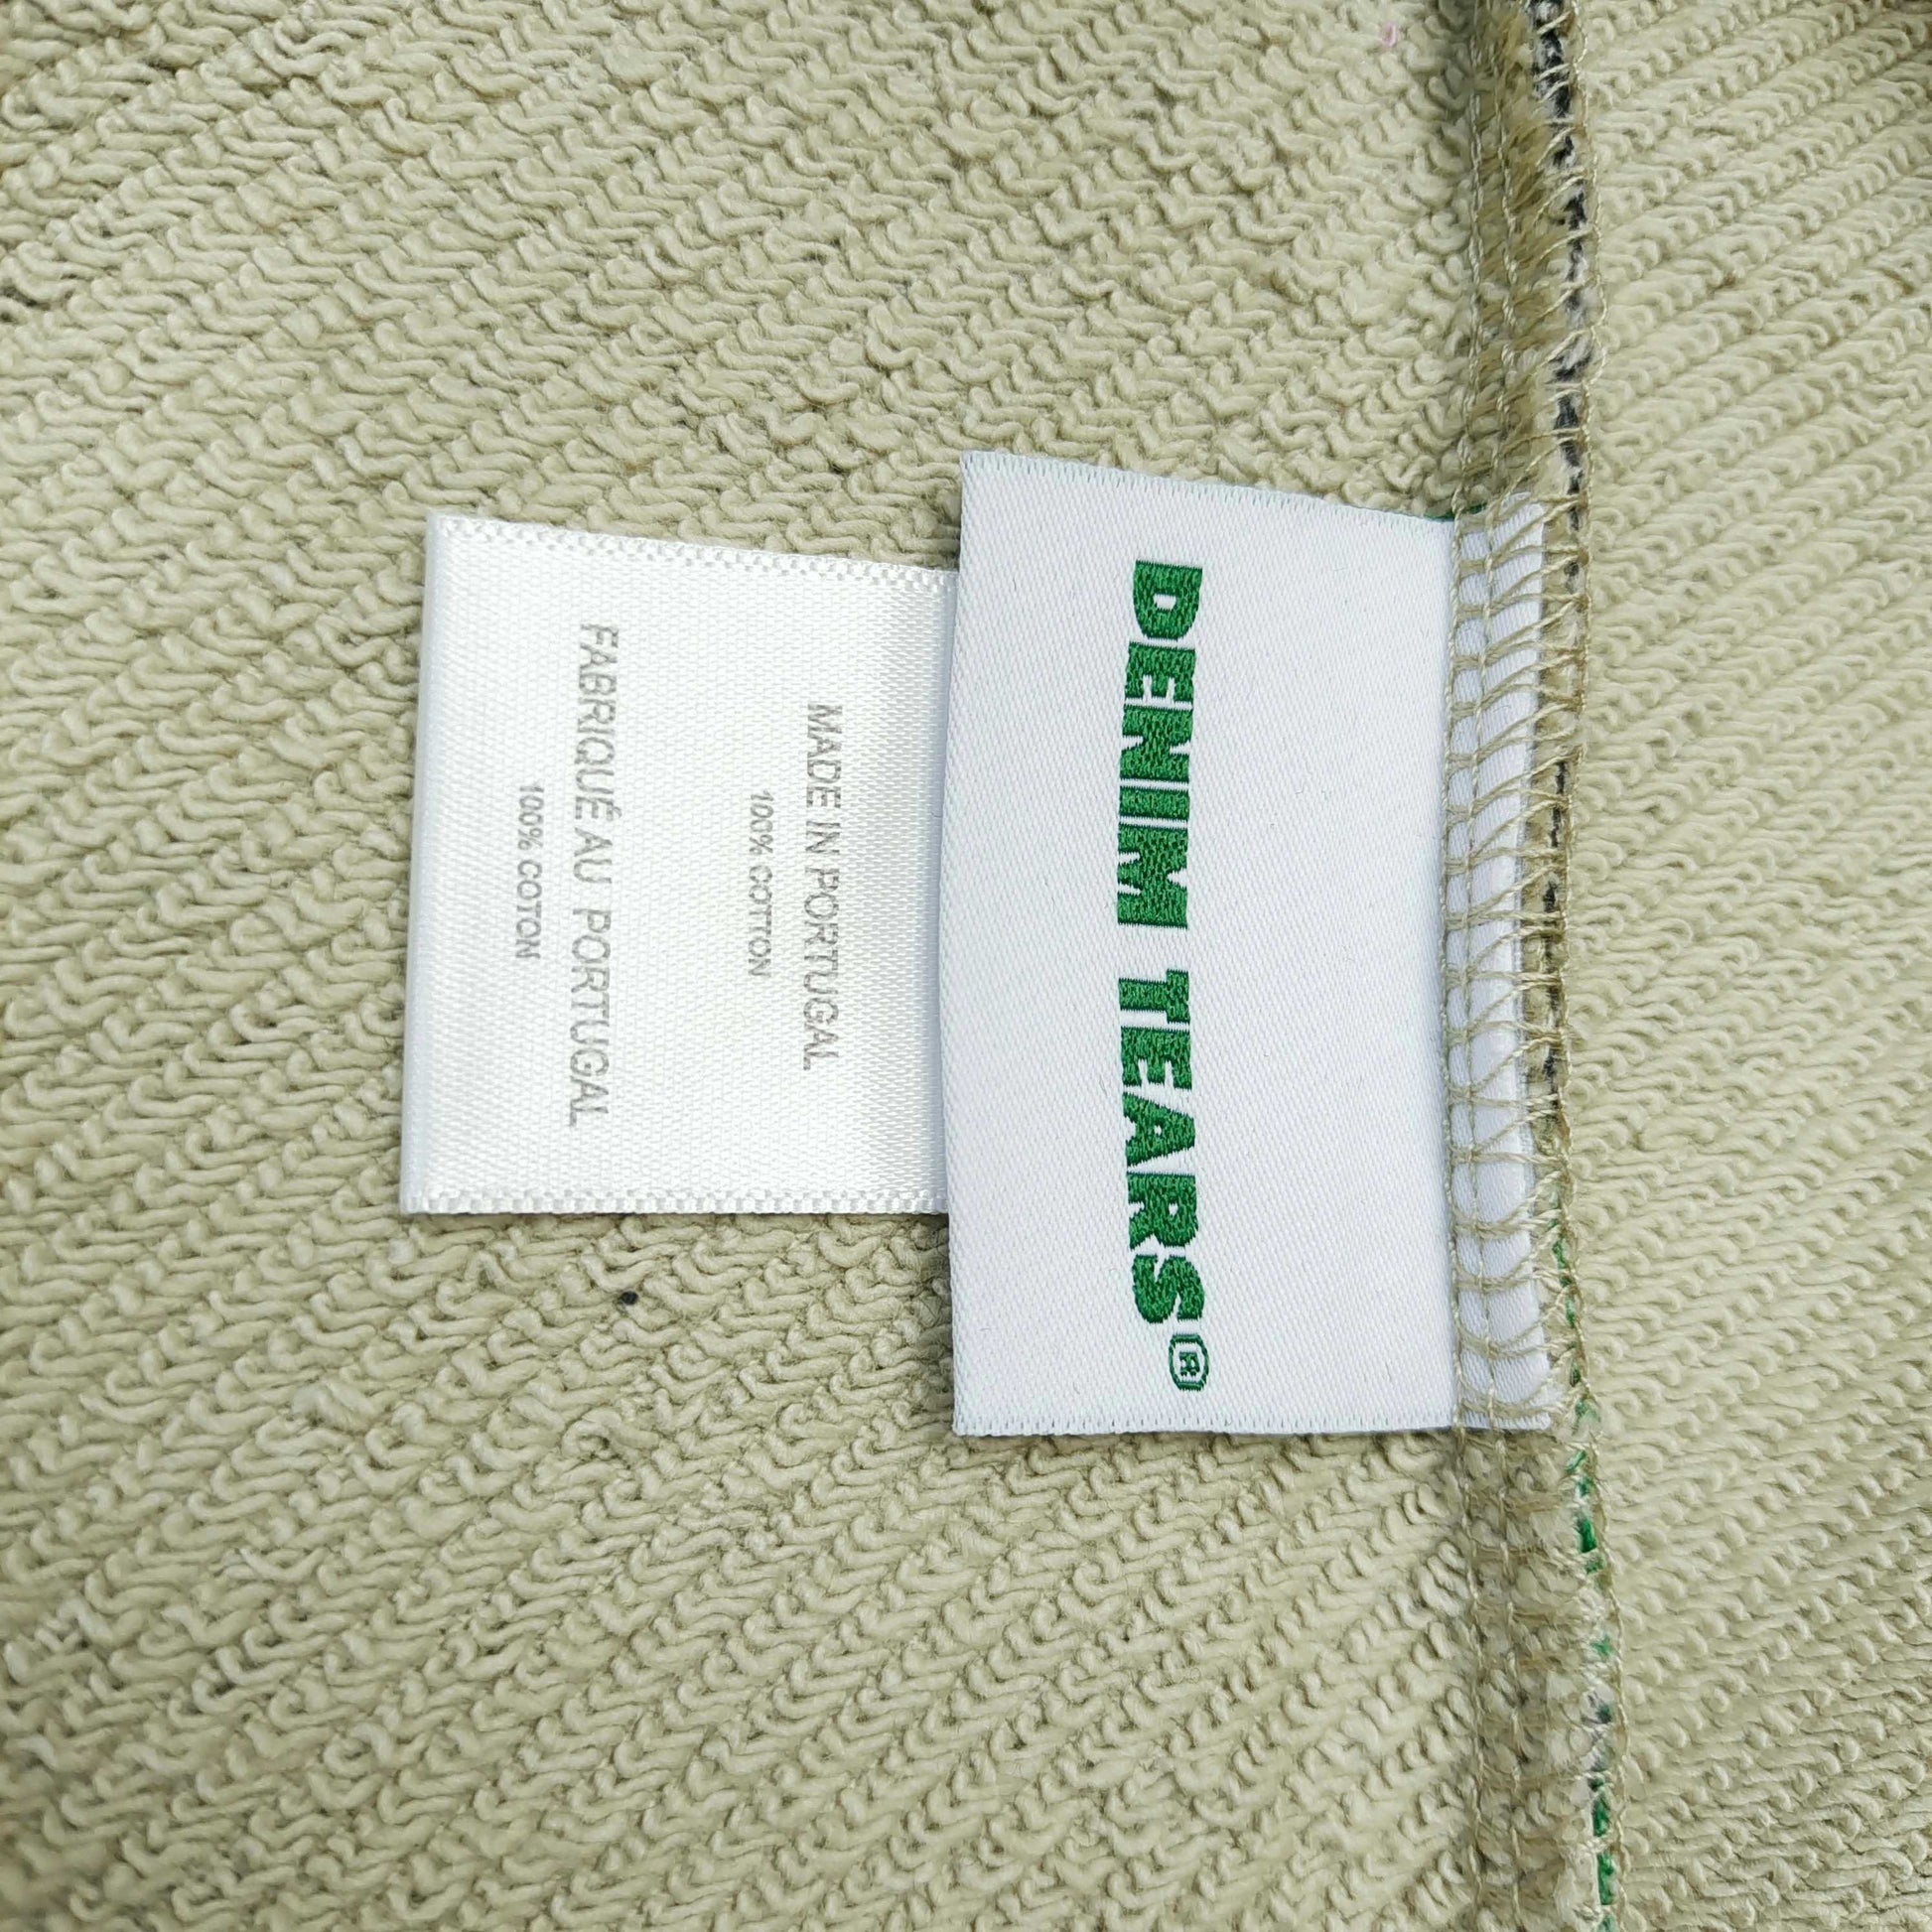 DENIM TEARS®
MADE IN PORTUGAL
100% COTTON
FABRIQUÉ AU PORTUGAL
100% COTON